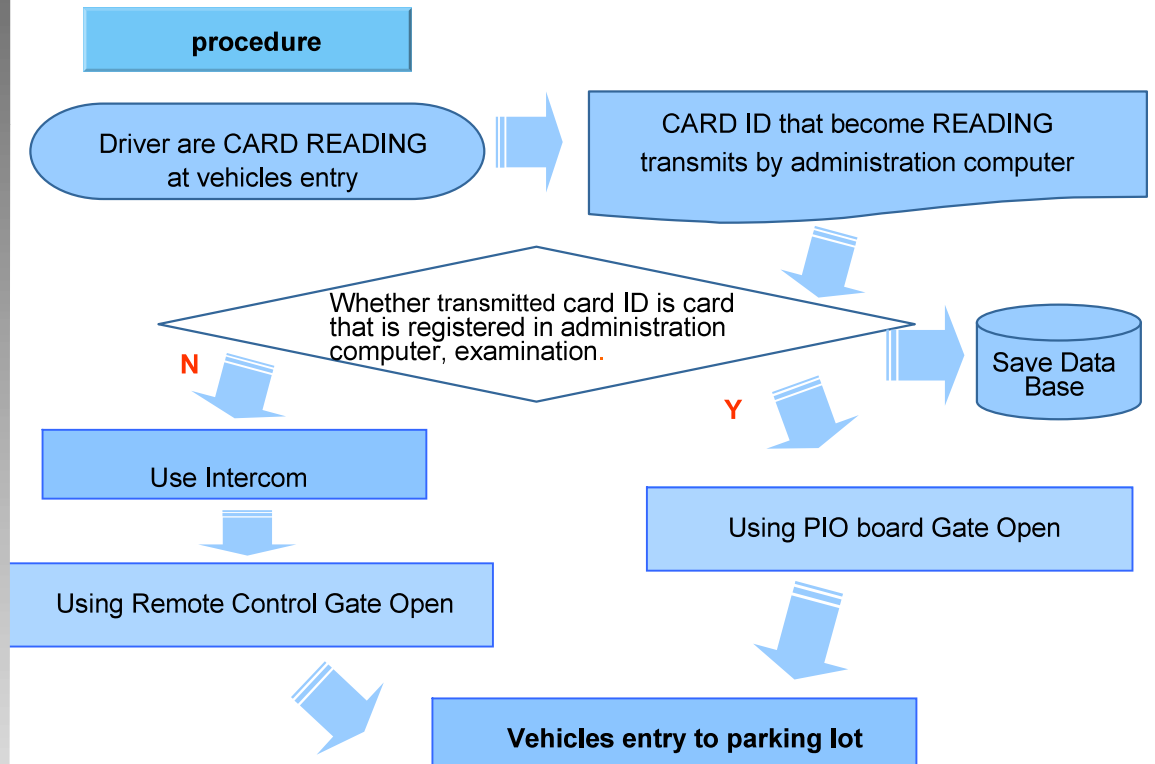 procedure
Driver are CARD READING
at vehicles entry
CARD ID that become READING
transmits by administration computer
Whether transmitted card ID is card
that is registered in administration
computer, examination.
N
Y
Save Data
Base
Use Intercom
Using PIO board Gate Open
Using Remote Control Gate Open
Vehicles entry to parking lot